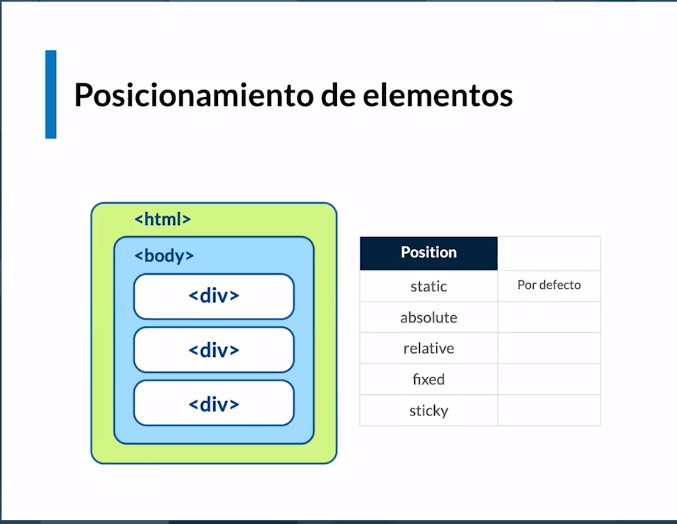 Posicionamiento de elementos
<html>
<body>
<div>
<div>
<div>
Position
static Por defecto
absolute
relative
fixed
sticky